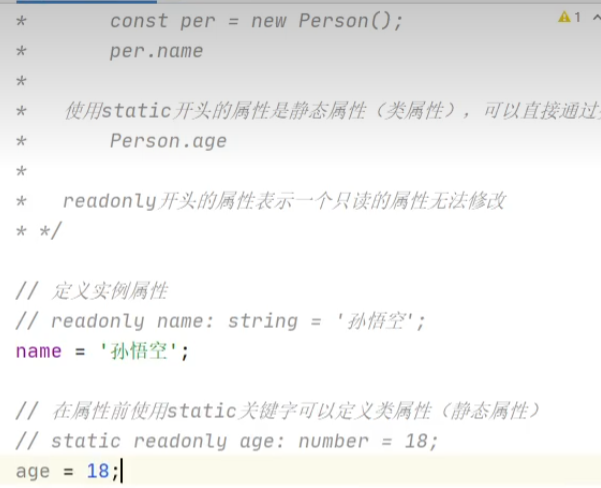 *       const per = new Person();
*       per.name
*
*   使用static开头的属性是静态属性（类属性），可以直接通过
*       Person.age
*
*   readonly开头的属性表示一个只读的属性无法修改
* */
// 定义实例属性
// readonly name: string = '孙悟空';
name = '孙悟空';
// 在属性前使用static关键字可以定义类属性（静态属性）
// static readonly age: number = 18;
age = 18;
1